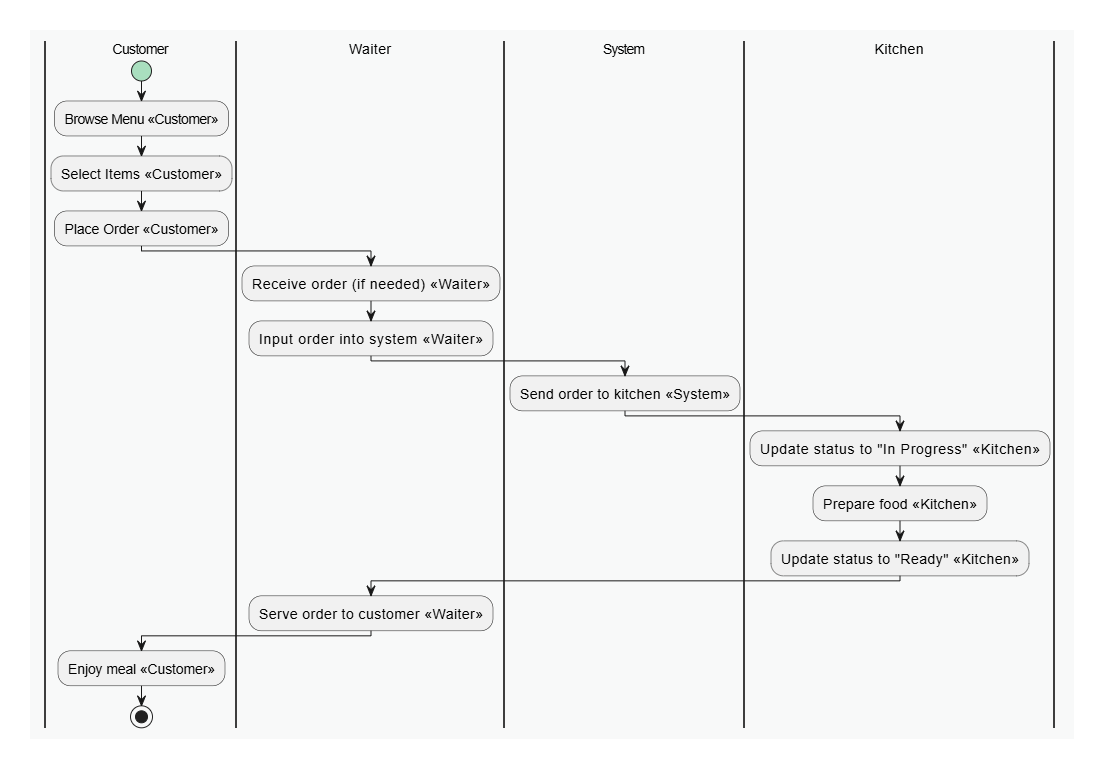 Customer
Waiter
System
Kitchen
Browse Menu «Customer»
Select Items «Customer»
Place Order «Customer»
Receive order (if needed) «Waiter»
Input order into system «Waiter»
Send order to kitchen «System»
Update status to "In Progress" «Kitchen»
Prepare food «Kitchen»
Update status to "Ready" «Kitchen»
Serve order to customer «Waiter»
Enjoy meal «Customer»